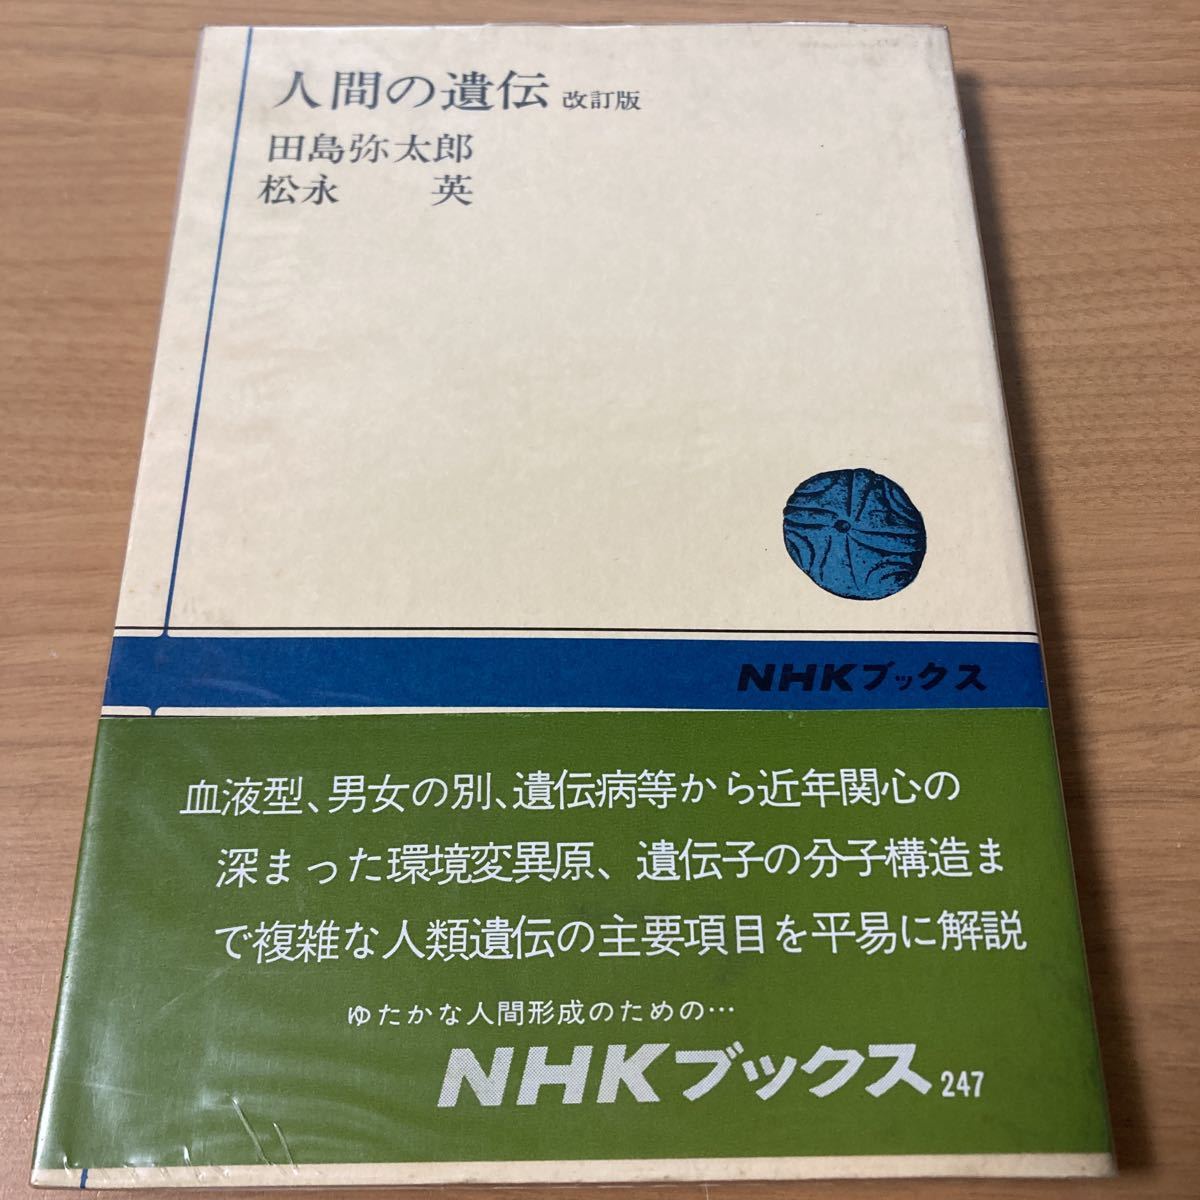 人間の遺伝 改訂版
田島弥太郎
松永 英
NHKブックス
血液型、男女の別、遺伝病等から近年関心の
深まった環境変異原、遺伝子の分子構造ま
で複雑な人類遺伝の主要項目を平易に解説
ゆたかな人間形成のための…
NHKブックス 247